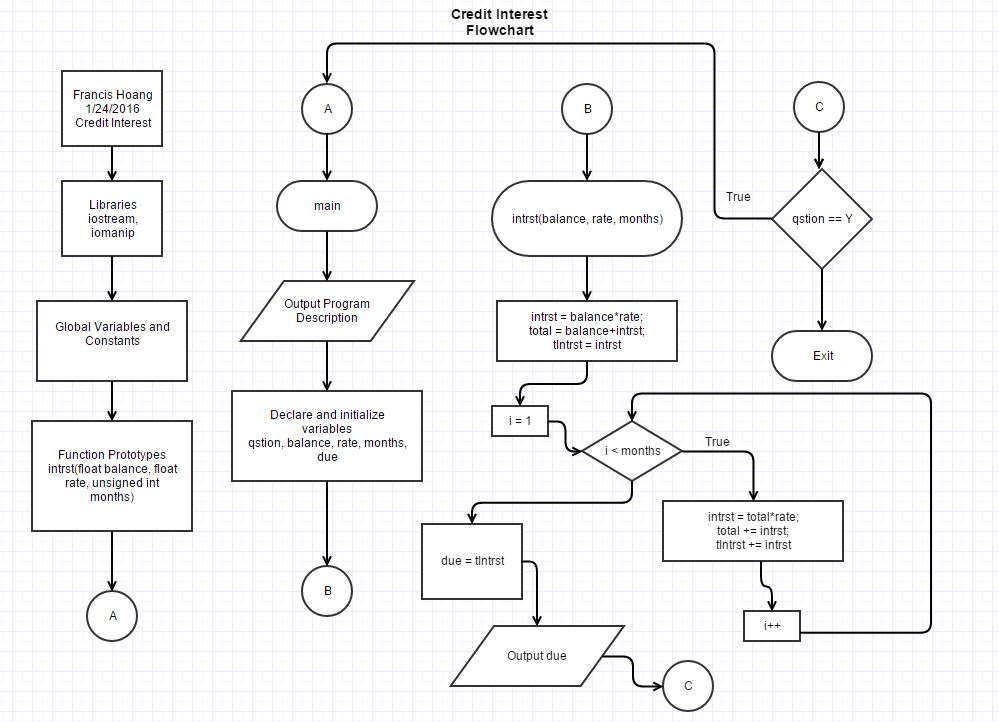 Credit Interest
Flowchart
Francis Hoang
1/24/2016
Credit Interest
Libraries
iostream,
iomanip
Global Variables and
Constants
Function Prototypes
intrst(float balance, float
rate, unsigned int
months)
A
A
main
Output Program
Description
Declare and initialize
variables
qstion, balance, rate, months,
due
B
B
intrst(balance, rate, months)
intrst = balance*rate;
total = balance+intrst;
tIntrst = intrst
i = 1
i < months
True
intrst = total*rate;
total += intrst;
tIntrst += intrst
i++
due = tIntrst
Output due
C
C
qstion == Y
True
Exit